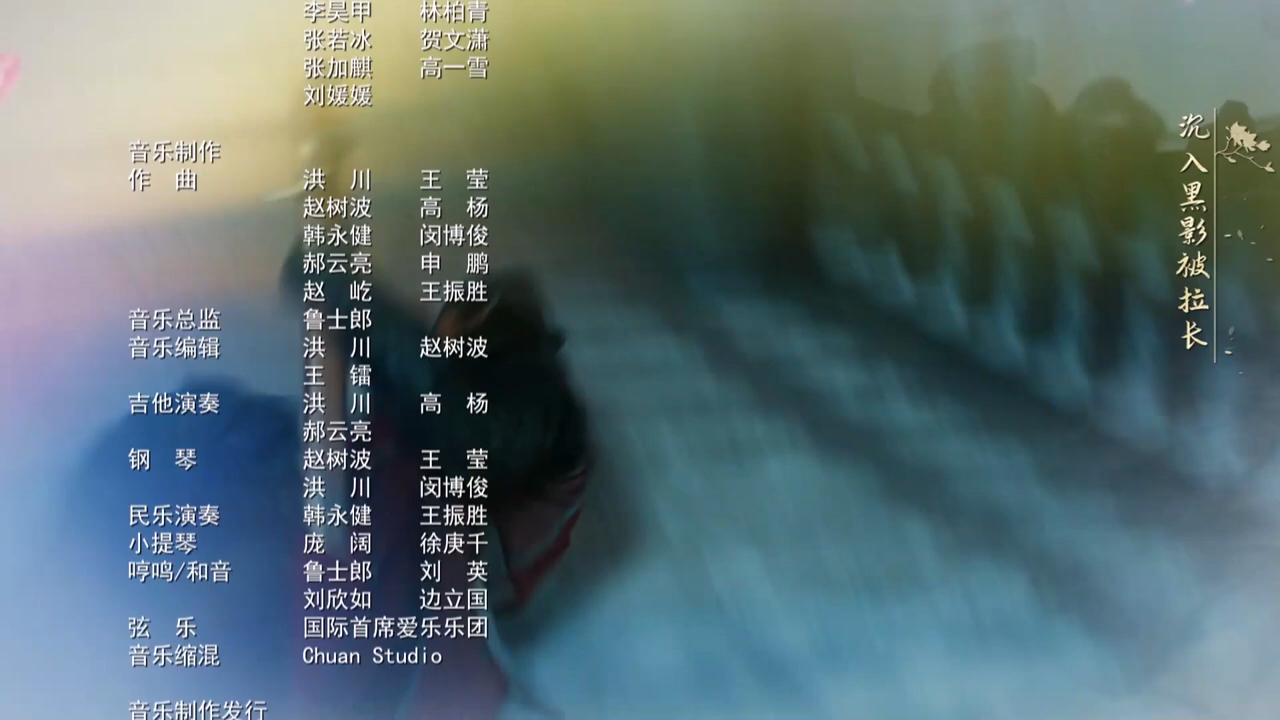 李昊甲 林柏青
张若冰 贺文潇
张加麒 高一雪
刘媛媛
音乐制作
作 曲 洪 川 王 莹
赵树波 高 杨
韩永健 闵博俊
郝云亮 申 鹏
赵 屹 王振胜
音乐总监 鲁士郎
音乐编辑 洪 川 赵树波
王 镭
吉他演奏 洪 川 高 杨
郝云亮
钢 琴 赵树波 王 莹
洪 川 闵博俊
民乐演奏 韩永健 王振胜
小提琴 庞 阔 徐庚千
哼鸣/和音 鲁士郎 刘 英
刘欣如 边立国
弦 乐 国际首席爱乐乐团
音乐缩混 Chuan Studio
音乐制作发行
沉入黑影被拉长